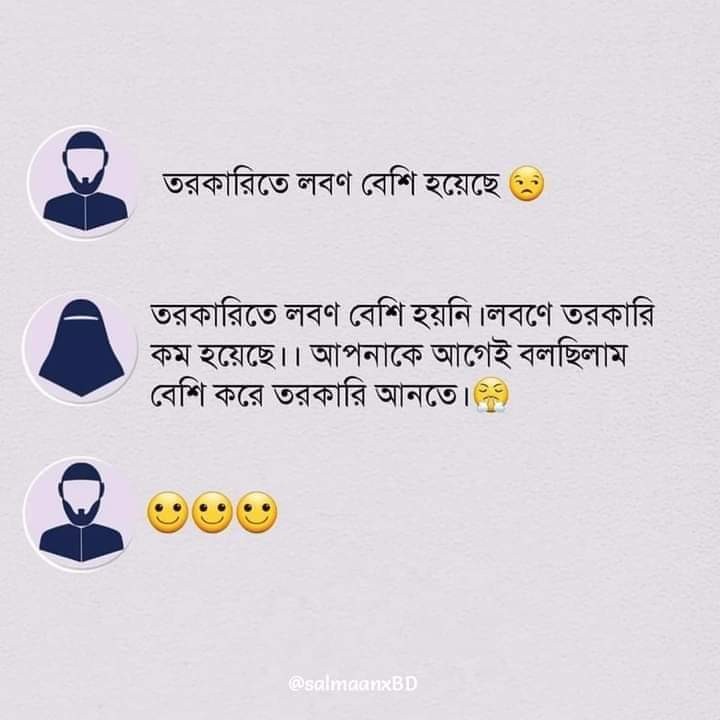 তরকারিতে লবণ বেশি হয়েছে 😒
তরকারিতে লবণ বেশি হয়নি।লবণে তরকারি
কম হয়েছে।। আপনাকে আগেই বলছিলাম
বেশি করে তরকারি আনতে।😤
🙂🙂🙂
@salmaanxBD